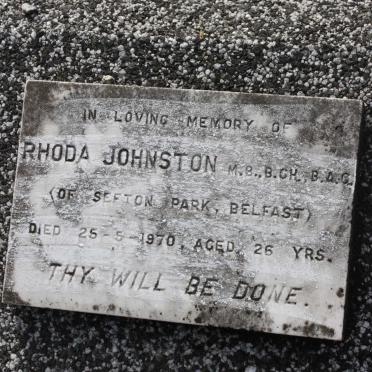 IN LOVING MEMORY OF
RHODA JOHNSTON M.B., B.CH., B.A.O.
(OF SEFTON PARK, BELFAST)
DIED 25-5-1970, AGED 26 YRS.
THY WILL BE DONE.